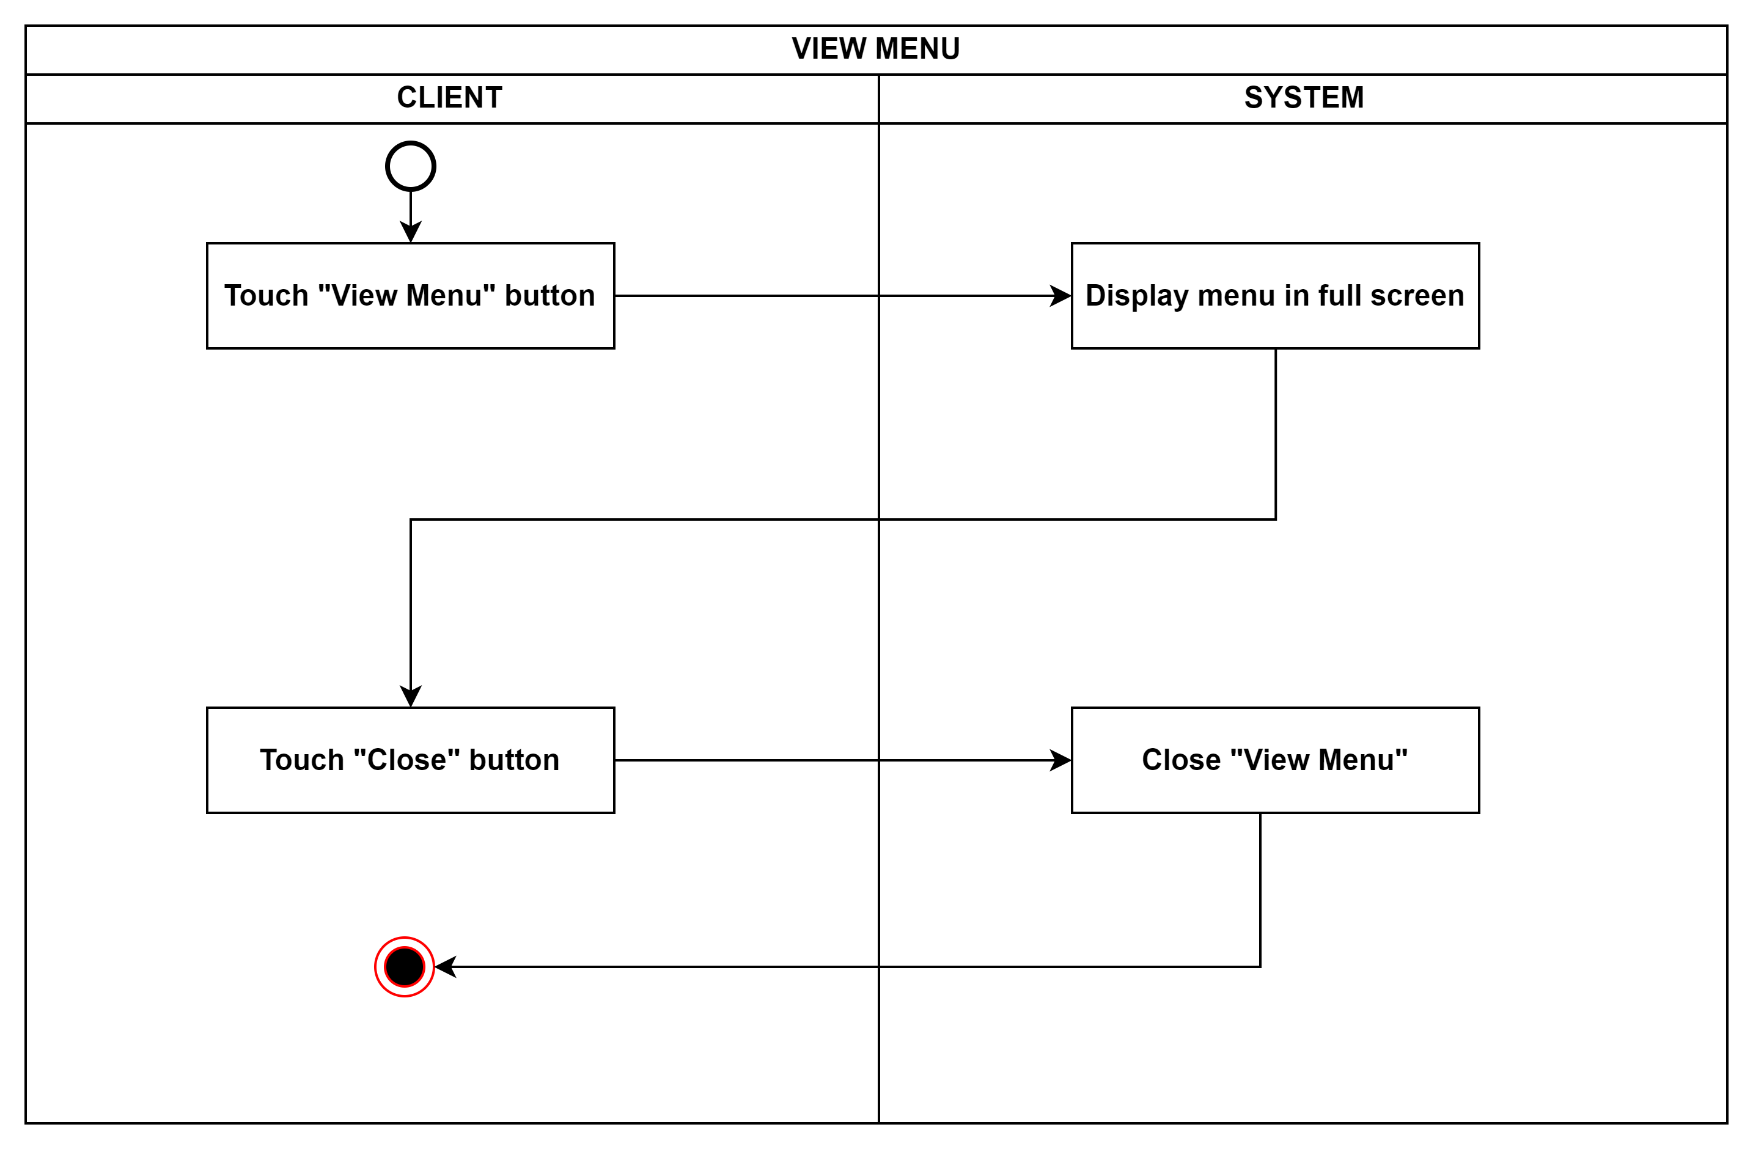 VIEW MENU
CLIENT
SYSTEM
Touch "View Menu" button
Display menu in full screen
Touch "Close" button
Close "View Menu"